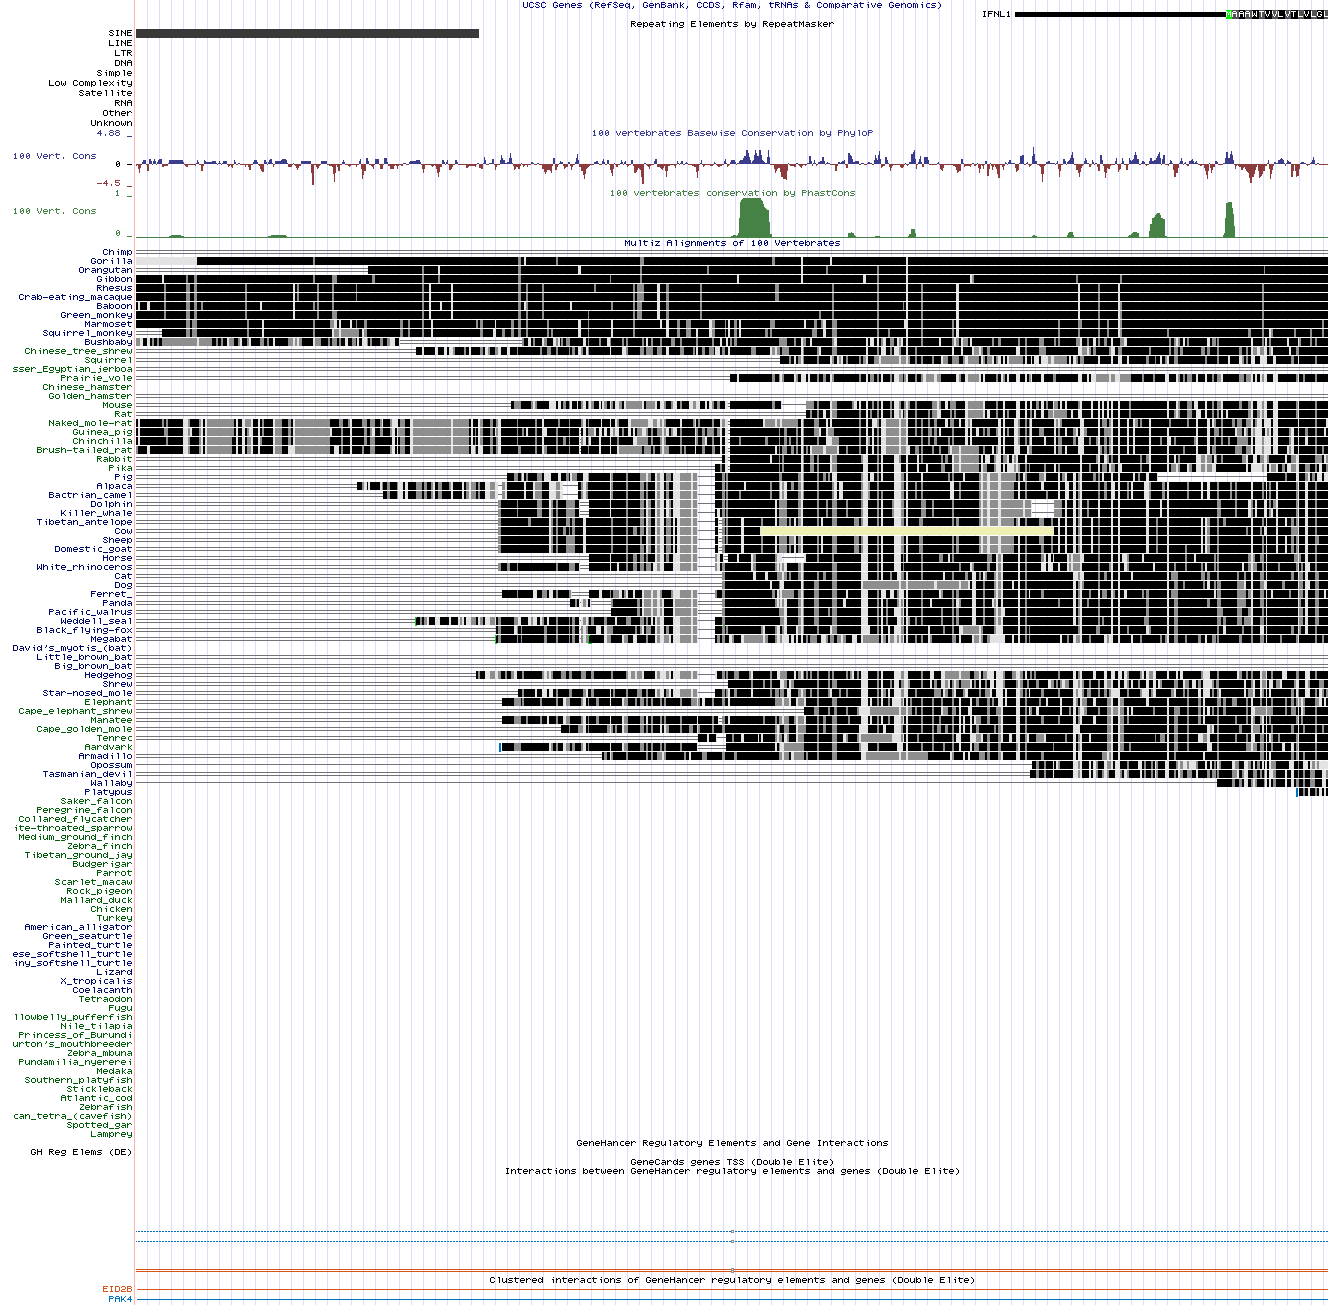 UCSC Genes (RefSeq, GenBank, CCDS, Rfam, tRNAs & Comparative Genomics)
IFNL1
MAAAWTVVLVTLVLGL
Repeating Elements by RepeatMasker
SINE
LINE
LTR
DNA
Simple
Low Complexity
Satellite
RNA
Other
Unknown
4.88 _
100 vertebrates Basewise Conservation by PhyloP
100 Vert. Cons
0 _
-4.5 _
1 _
100 vertebrates conservation by PhastCons
100 Vert. Cons
0 _
Multiz Alignments of 100 Vertebrates
Chimp
Gorilla
Orangutan
Gibbon
Rhesus
Crab-eating_macaque
Baboon
Green_monkey
Marmoset
Squirrel_monkey
Bushbaby
Chinese_tree_shrew
Squirrel
sser_Egyptian_jerboa
Prairie_vole
Chinese_hamster
Golden_hamster
Mouse
Rat
Naked_mole-rat
Guinea_pig
Chinchilla
Brush-tailed_rat
Rabbit
Pika
Pig
Alpaca
Bactrian_camel
Dolphin
Killer_whale
Tibetan_antelope
Cow
Sheep
Domestic_goat
Horse
White_rhinoceros
Cat
Dog
Ferret_
Panda
Pacific_walrus
Weddell_seal
Black_flying-fox
Megabat
David's_myotis_(bat)
Little_brown_bat
Big_brown_bat
Hedgehog
Shrew
Star-nosed_mole
Elephant
Cape_elephant_shrew
Manatee
Cape_golden_mole
Tenrec
Aardvark
Armadillo
Opossum
Tasmanian_devil
Wallaby
Platypus
Saker_falcon
Peregrine_falcon
Collared_flycatcher
ite-throated_sparrow
Medium_ground_finch
Zebra_finch
Tibetan_ground_jay
Budgerigar
Parrot
Scarlet_macaw
Rock_pigeon
Mallard_duck
Chicken
Turkey
American_alligator
Green_seaturtle
Painted_turtle
ese_softshell_turtle
iny_softshell_turtle
Lizard
X_tropicalis
Coelacanth
Tetraodon
Fugu
llowbelly_pufferfish
Nile_tilapia
Princess_of_Burundi
urton's_mouthbreeder
Zebra_mbuna
Pundamilia_nyererei
Medaka
Southern_platyfish
Stickleback
Atlantic_cod
Zebrafish
can_tetra_(cavefish)
Spotted_gar
Lamprey
GeneHancer Regulatory Elements and Gene Interactions
GH Reg Elems (DE)
GeneCards genes TSS (Double Elite)
Interactions between GeneHancer regulatory elements and genes (Double Elite)
Clustered interactions of GeneHancer regulatory elements and genes (Double Elite)
EID2B
PAK4